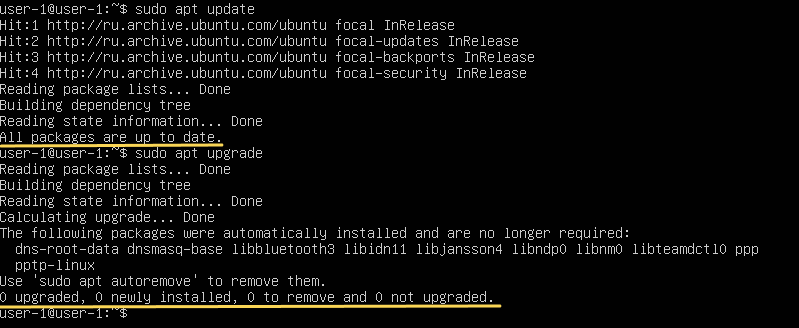 user-1@user-1:~$ sudo apt update
Hit:1 http://ru.archive.ubuntu.com/ubuntu focal InRelease
Hit:2 http://ru.archive.ubuntu.com/ubuntu focal-updates InRelease
Hit:3 http://ru.archive.ubuntu.com/ubuntu focal-backports InRelease
Hit:4 http://ru.archive.ubuntu.com/ubuntu focal-security InRelease
Reading package lists... Done
Building dependency tree
Reading state information... Done
All packages are up to date.
user-1@user-1:~$ sudo apt upgrade
Reading package lists... Done
Building dependency tree
Reading state information... Done
Calculating upgrade... Done
The following packages were automatically installed and are no longer required:
  dns-root-data dnsmasq-base libbluetooth3 libidn11 libjansson4 libndp0 libnm0 libteamdctl0 ppp
  pptp-linux
Use 'sudo apt autoremove' to remove them.
0 upgraded, 0 newly installed, 0 to remove and 0 not upgraded.
user-1@user-1:~$